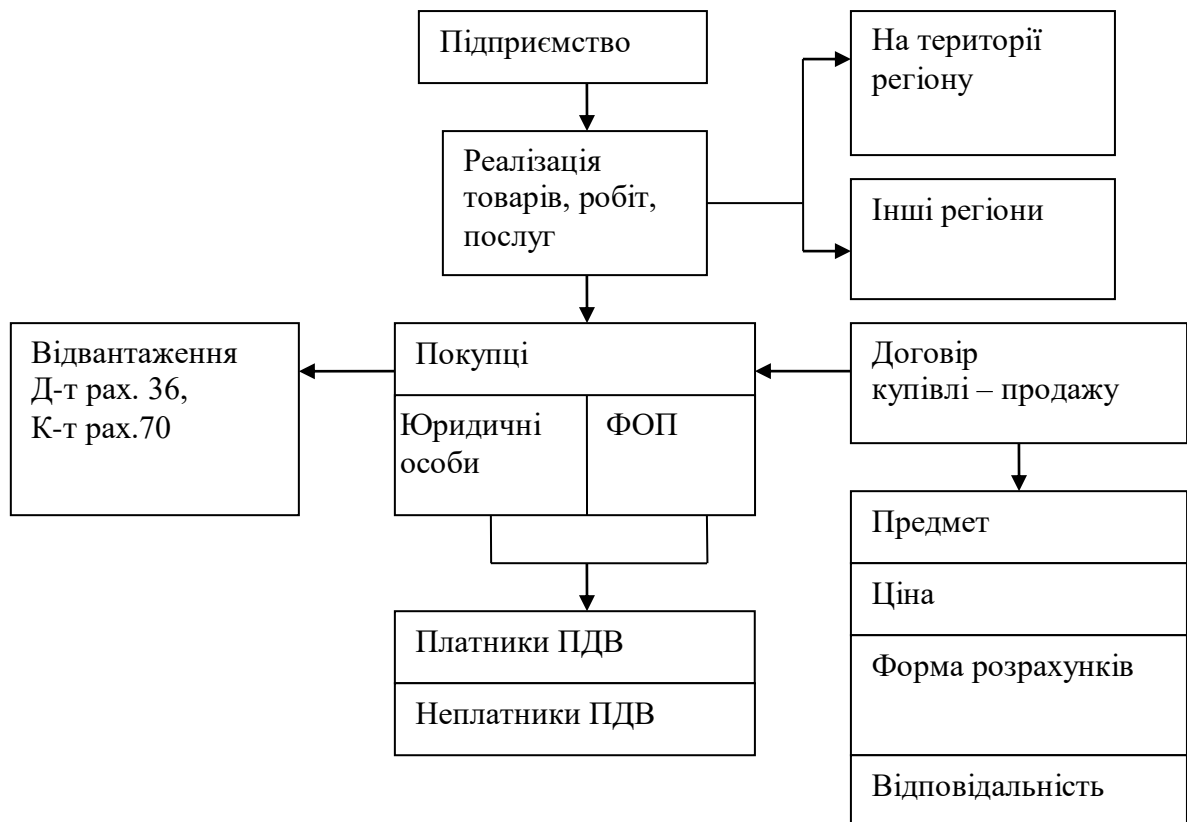 Підприємство
На території
регіону
Реалізація
товарів, робіт,
послуг
Інші регіони
Відвантаження
Д-т рах. 36,
К-т рах.70
Покупці
Юридичні
особи
ФОП
Договір
купівлі – продажу
Платники ПДВ
Неплатники ПДВ
Предмет
Ціна
Форма розрахунків
Відповідальність